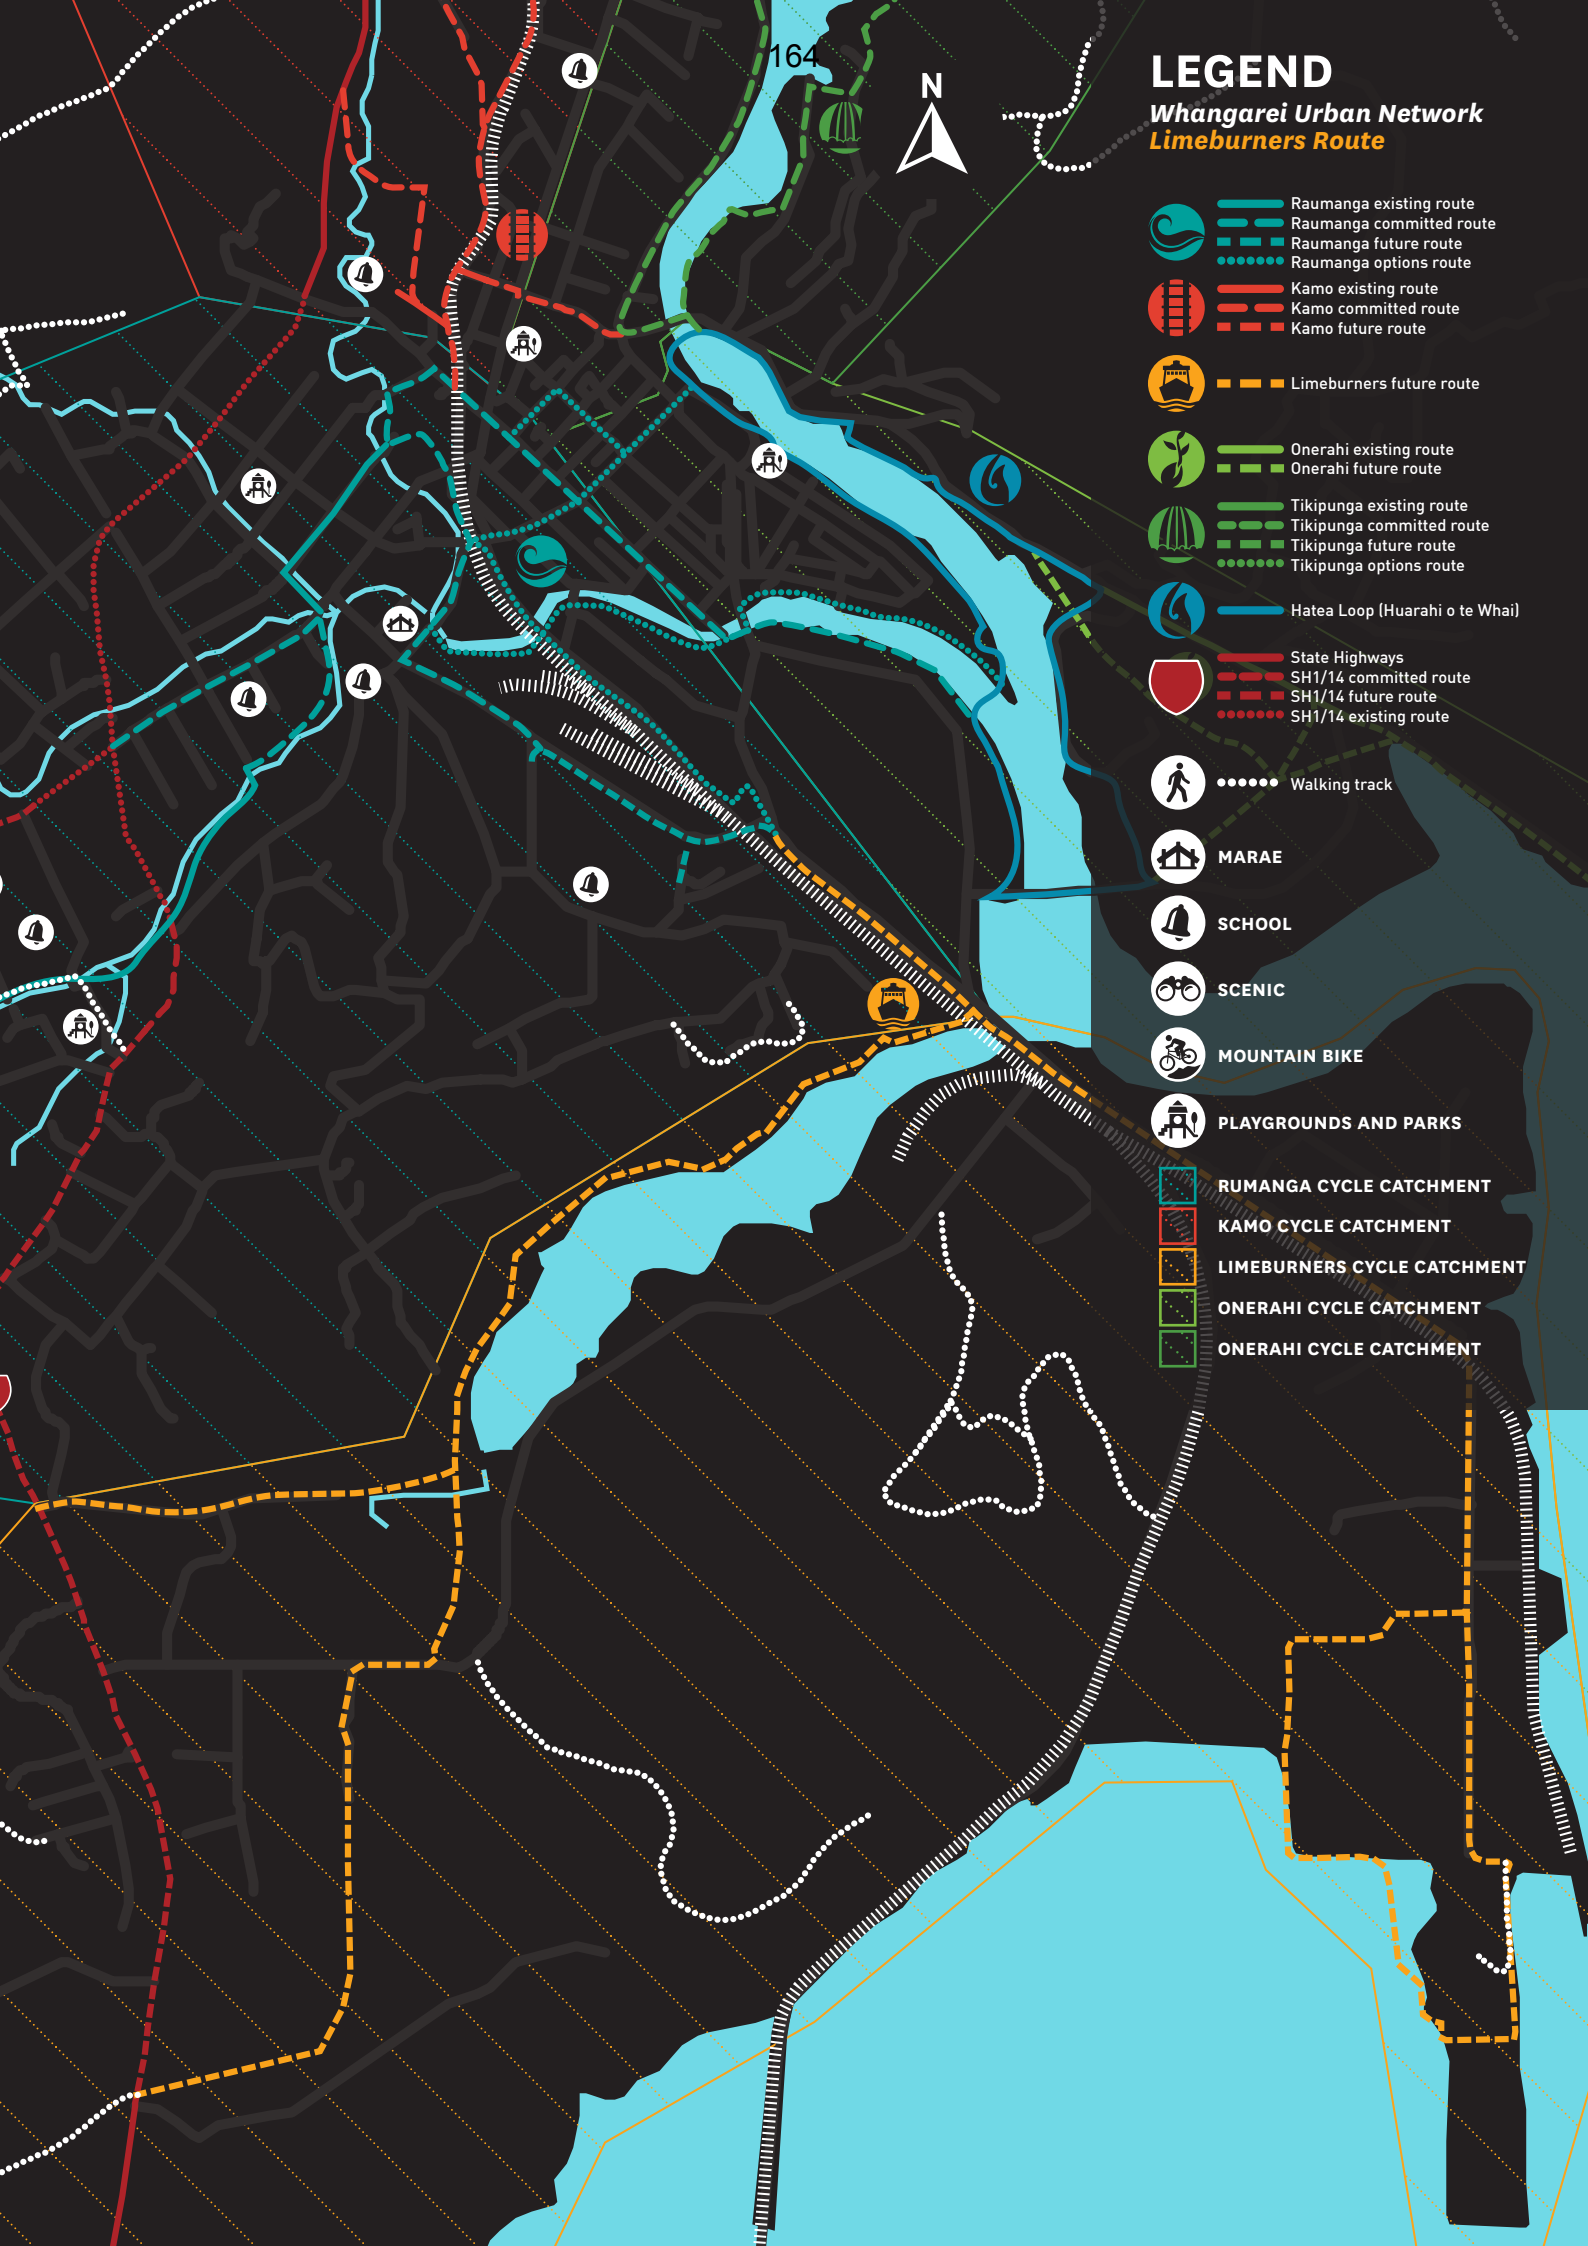 164
N
LEGEND
Whangarei Urban Network
Limeburners Route
Raumanga existing route
Raumanga committed route
Raumanga future route
Raumanga options route
Kamo existing route
Kamo committed route
Kamo future route
Limeburners future route
Onerahi existing route
Onerahi future route
Tikipunga existing route
Tikipunga committed route
Tikipunga future route
Tikipunga options route
Hatea Loop (Huarahi o te Whai)
State Highways
SH1/14 committed route
SH1/14 future route
SH1/14 existing route
Walking track
MARAE
SCHOOL
SCENIC
MOUNTAIN BIKE
PLAYGROUNDS AND PARKS
RUMANGA CYCLE CATCHMENT
KAMO CYCLE CATCHMENT
LIMEBURNERS CYCLE CATCHMENT
ONERAHI CYCLE CATCHMENT
ONERAHI CYCLE CATCHMENT